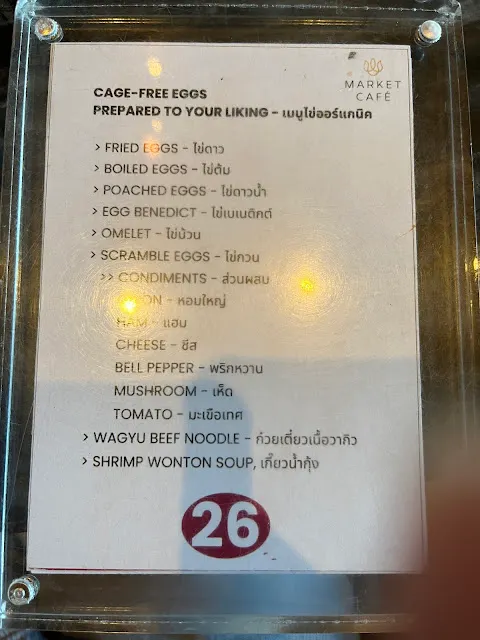 MARKET
CAFÉ
CAGE-FREE EGGS
PREPARED TO YOUR LIKING - เมนูไข่ออร์แกนิค
> FRIED EGGS - ไข่ดาว
> BOILED EGGS - ไข่ต้ม
> POACHED EGGS - ไข่ดาวน้ำ
> EGG BENEDICT - ไข่เบเนดิกต์
> OMELET - ไข่ม้วน
> SCRAMBLE EGGS - ไข่กวน
>> CONDIMENTS - ส่วนผสม
- หอมใหญ่
HAM - แฮม
CHEESE - ชีส
BELL PEPPER - พริกหวาน
MUSHROOM - เห็ด
TOMATO - มะเขือเทศ
> WAGYU BEEF NOODLE - ก๋วยเตี๋ยวเนื้อวากิว
> SHRIMP WONTON SOUP, เกี๊ยวน้ำกุ้ง
26